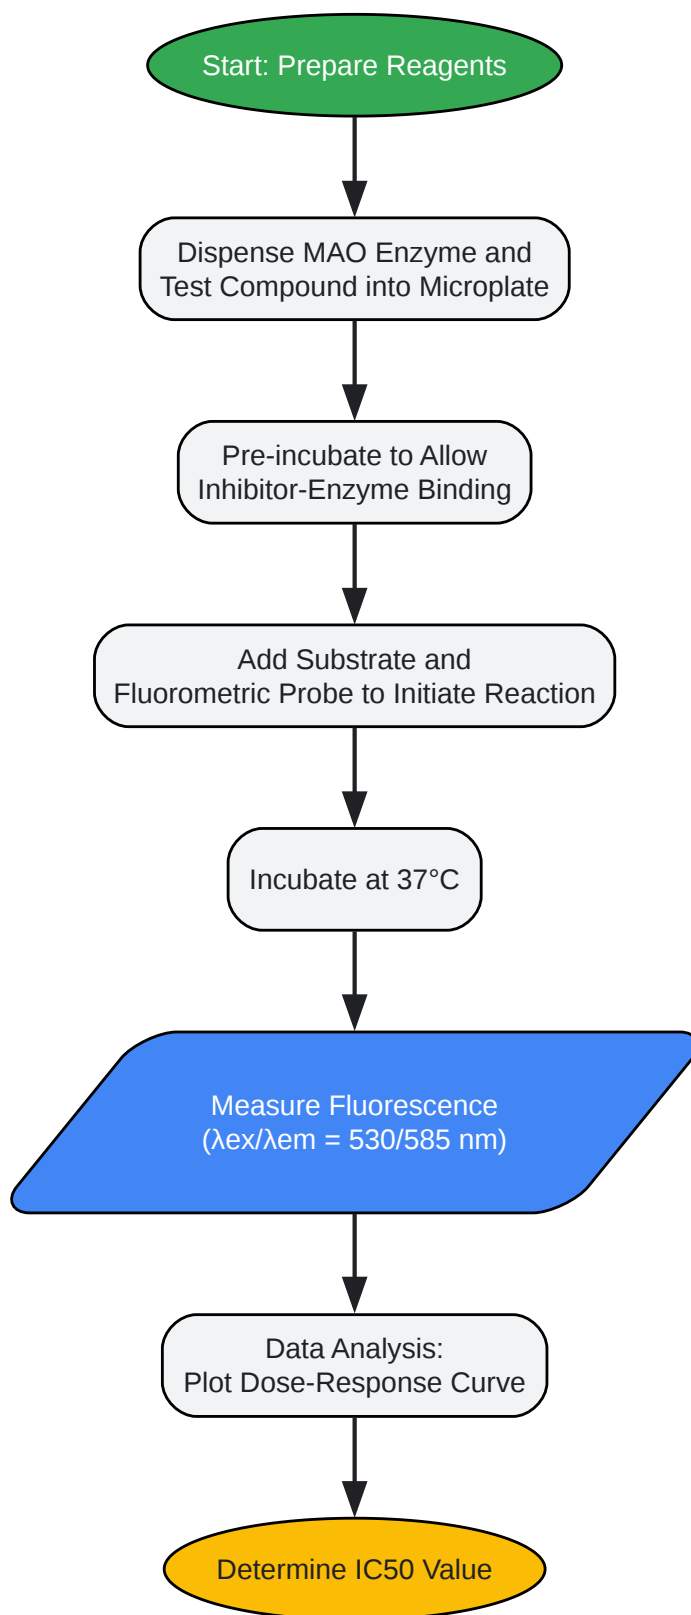 Start: Prepare Reagents
Dispense MAO Enzyme and
Test Compound into Microplate
Pre-incubate to Allow
Inhibitor-Enzyme Binding
Add Substrate and
Fluorometric Probe to Initiate Reaction
Incubate at 37°C
Measure Fluorescence
(λex/λem = 530/585 nm)
Data Analysis:
Plot Dose-Response Curve
Determine IC50 Value